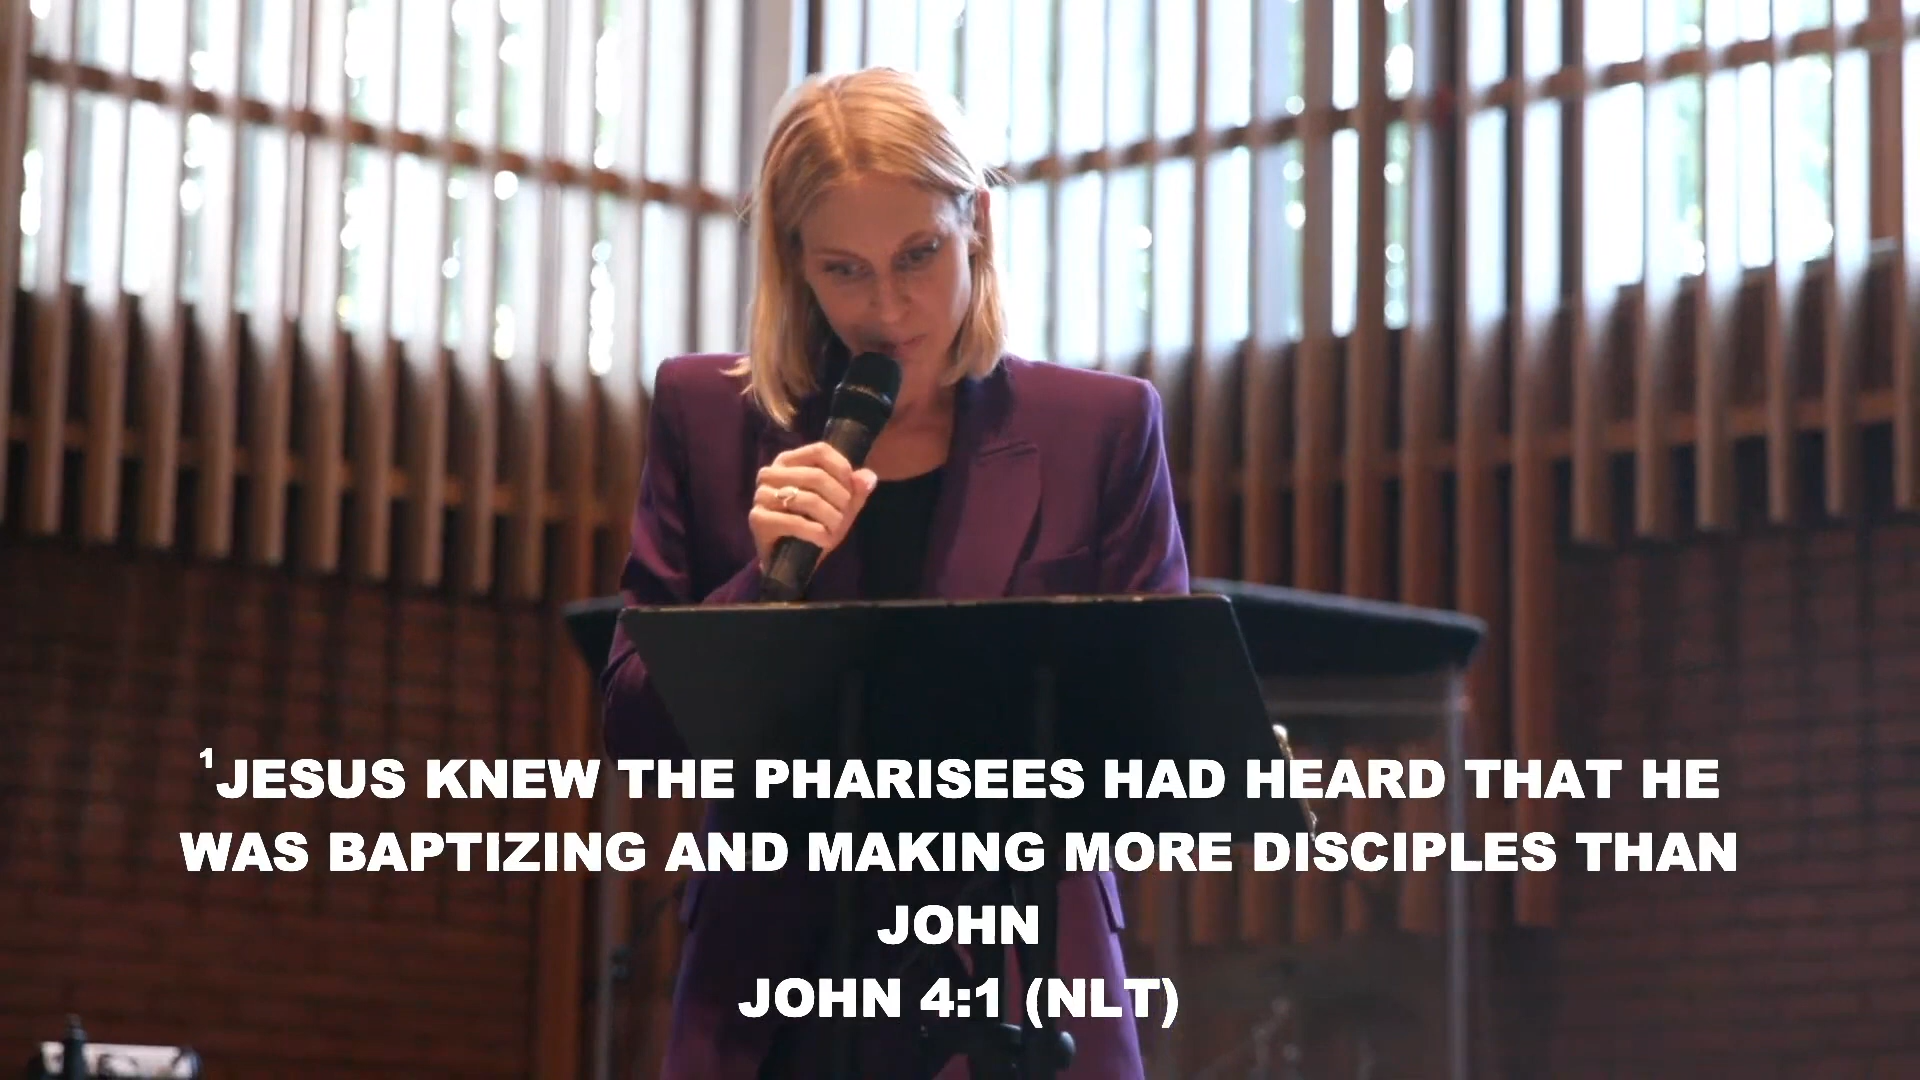 ¹JESUS KNEW THE PHARISEES HAD HEARD THAT HE
WAS BAPTIZING AND MAKING MORE DISCIPLES THAN
JOHN
JOHN 4:1 (NLT)